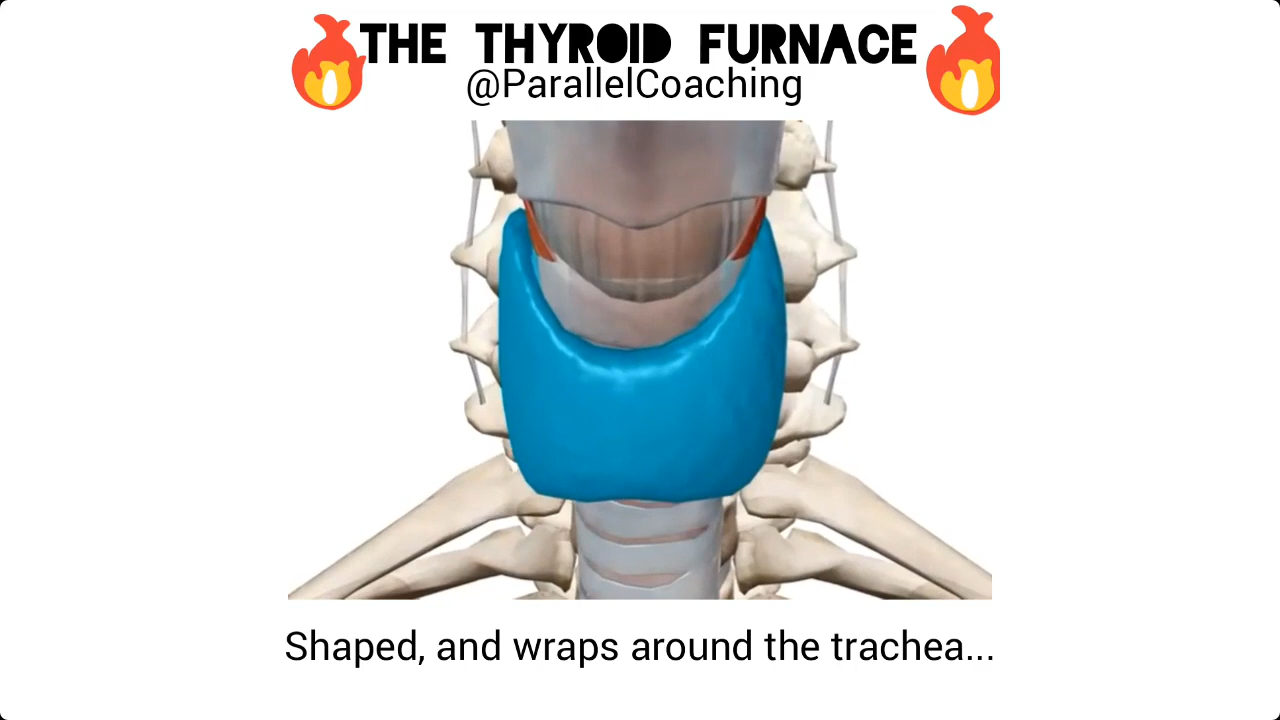 THE THYROID FURNACE
@ParallelCoaching
Shaped, and wraps around the trachea...